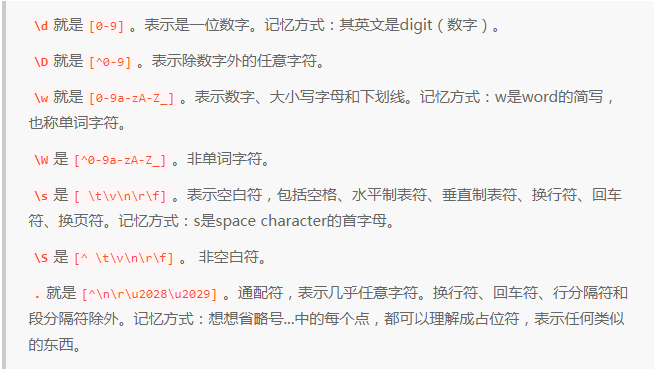 \d 就是 [0-9] 。表示是一位数字。记忆方式：其英文是digit（数字）。
\D 就是 [^0-9] 。表示除数字外的任意字符。
\w 就是 [0-9a-zA-Z_] 。表示数字、大小写字母和下划线。记忆方式：w是word的简写，
也称单词字符。
\W 是 [^0-9a-zA-Z_] 。非单词字符。
\s 是 [ \t\v\n\r\f] 。表示空白符，包括空格、水平制表符、垂直制表符、换行符、回车
符、换页符。记忆方式：s是space character的首字母。
\S 是 [^ \t\v\n\r\f] 。 非空白符。
. 就是 [^\n\r\u2028\u2029] 。通配符，表示几乎任意字符。换行符、回车符、行分隔符和
段分隔符除外。记忆方式：想想省略号...中的每个点，都可以理解成占位符，表示任何类似
的东西。